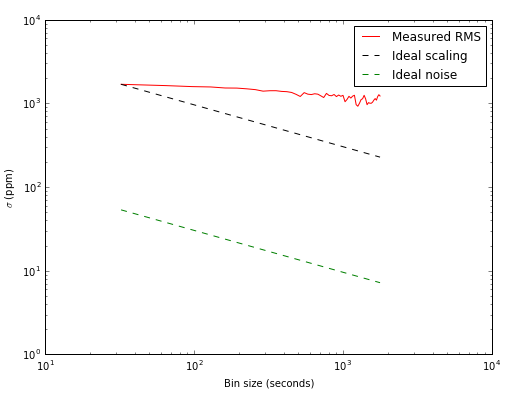 10^4
10^3
10^2
10^1
10^0
σ (ppm)
Measured RMS
Ideal scaling
Ideal noise
10^1 10^2 10^3 10^4
Bin size (seconds)